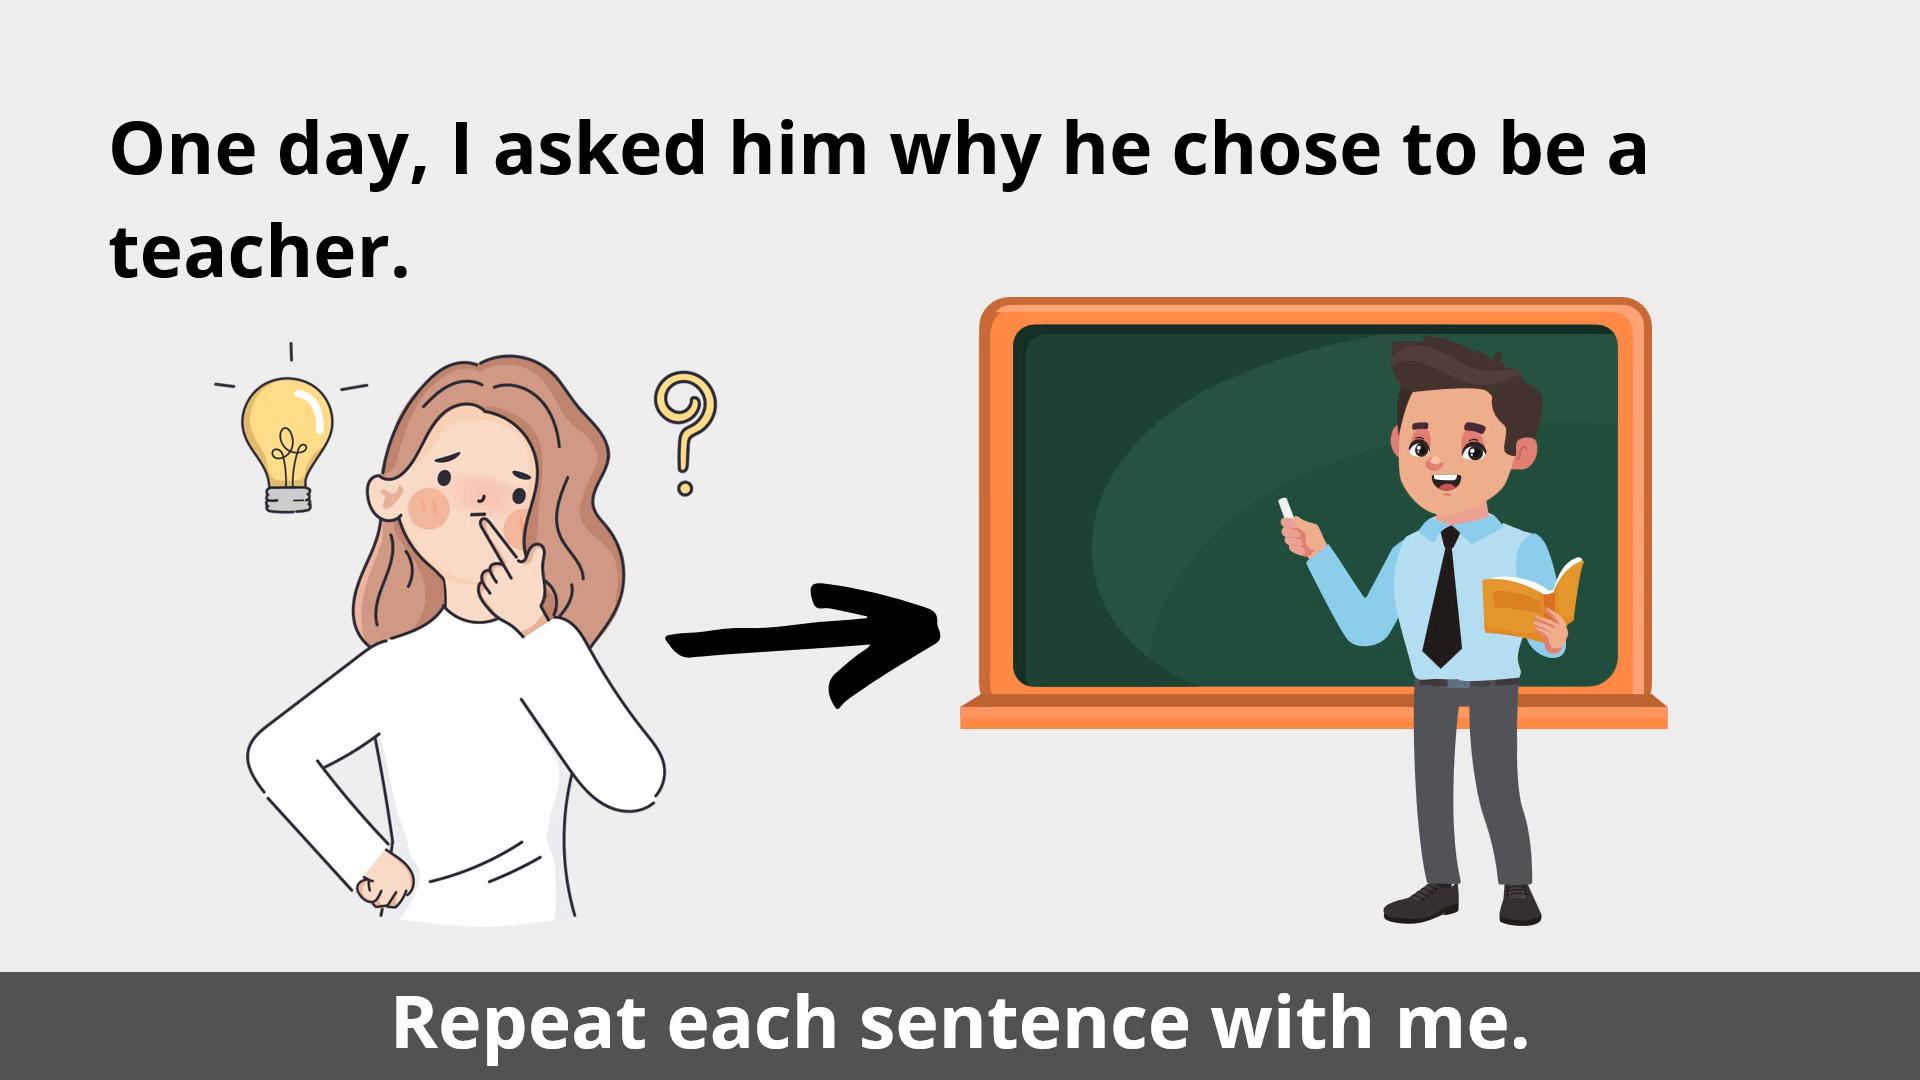 One day, I asked him why he chose to be a
teacher.
Repeat each sentence with me.